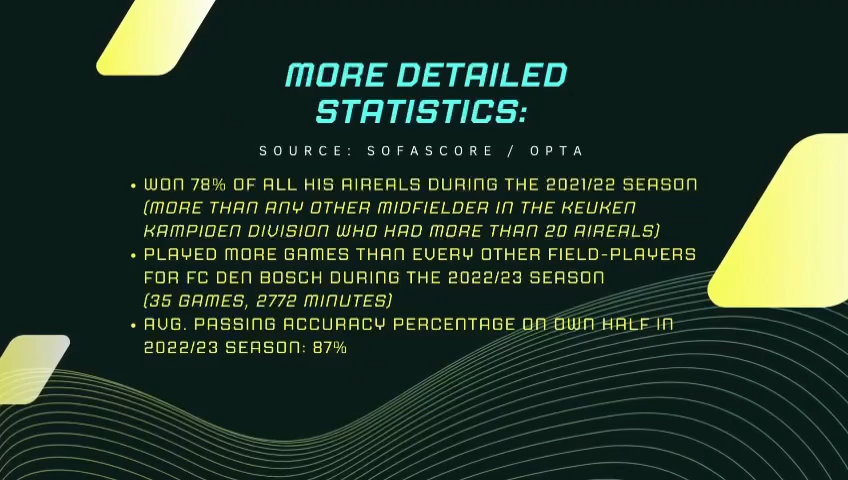 MORE DETAILED
STATISTICS:
SOURCE: SOFASCORE / OPTA
• WON 78% OF ALL HIS AIREALS DURING THE 2021/22 SEASON
(MORE THAN ANY OTHER MIDFIELDER IN THE KEUKEN
KAMPIOEN DIVISION WHO HAD MORE THAN 20 AIREALS)
• PLAYED MORE GAMES THAN EVERY OTHER FIELD-PLAYERS
FOR FC DEN BOSCH DURING THE 2022/23 SEASON
(35 GAMES, 2772 MINUTES)
• AVG. PASSING ACCURACY PERCENTAGE ON OWN HALF IN
2022/23 SEASON: 87%